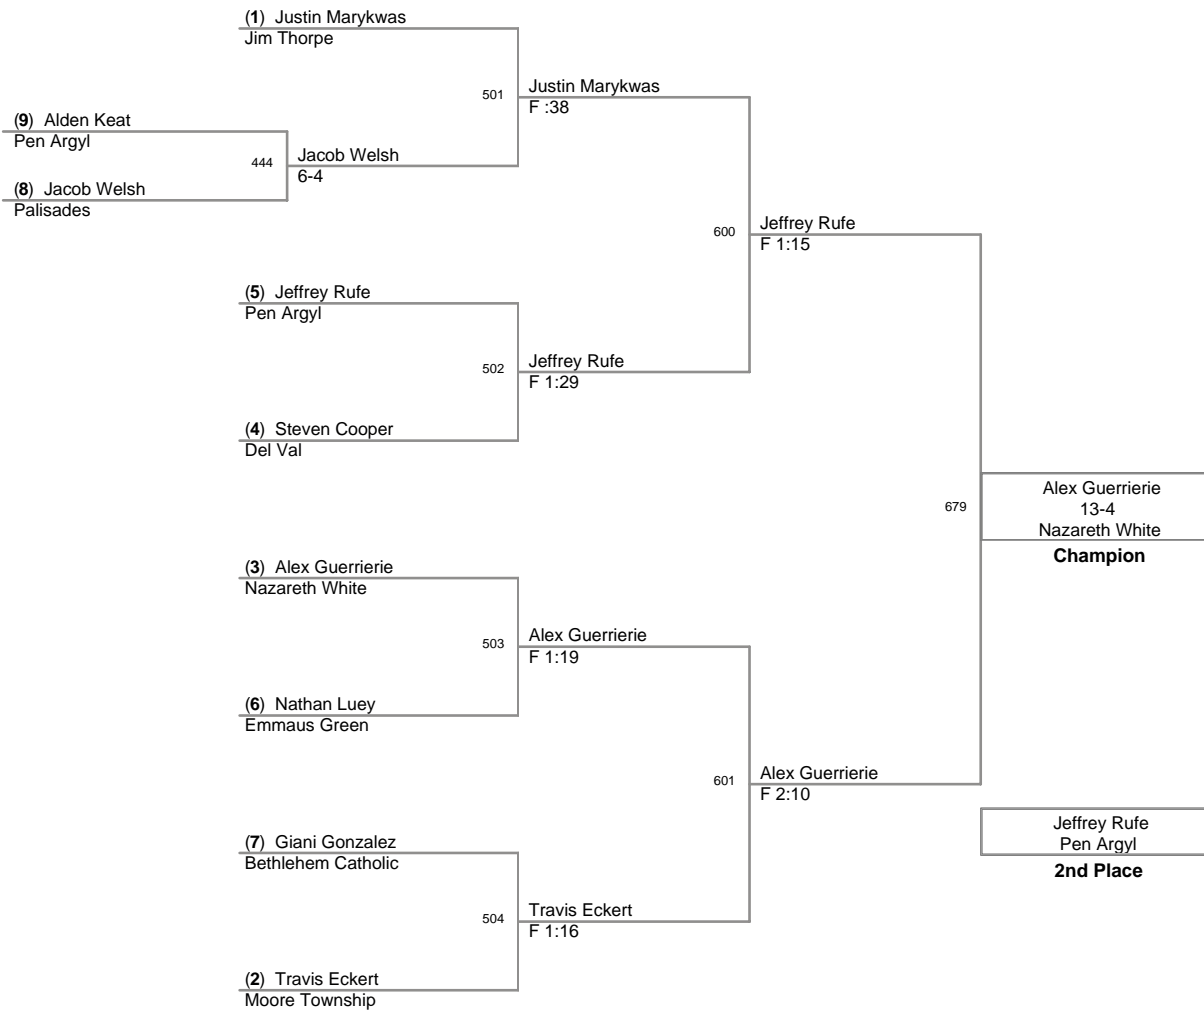 (1) Justin Marykwas
Jim Thorpe
501
Justin Marykwas
F :38
(9) Alden Keat
Pen Argyl
444
Jacob Welsh
6-4
(8) Jacob Welsh
Palisades
600
Jeffrey Rufe
F 1:15
(5) Jeffrey Rufe
Pen Argyl
502
Jeffrey Rufe
F 1:29
(4) Steven Cooper
Del Val
679
Alex Guerrierie
13-4
Nazareth White
Champion
(3) Alex Guerrierie
Nazareth White
503
Alex Guerrierie
F 1:19
(6) Nathan Luey
Emmaus Green
601
Alex Guerrierie
F 2:10
(7) Giani Gonzalez
Bethlehem Catholic
Jeffrey Rufe
Pen Argyl
2nd Place
504
Travis Eckert
F 1:16
(2) Travis Eckert
Moore Township